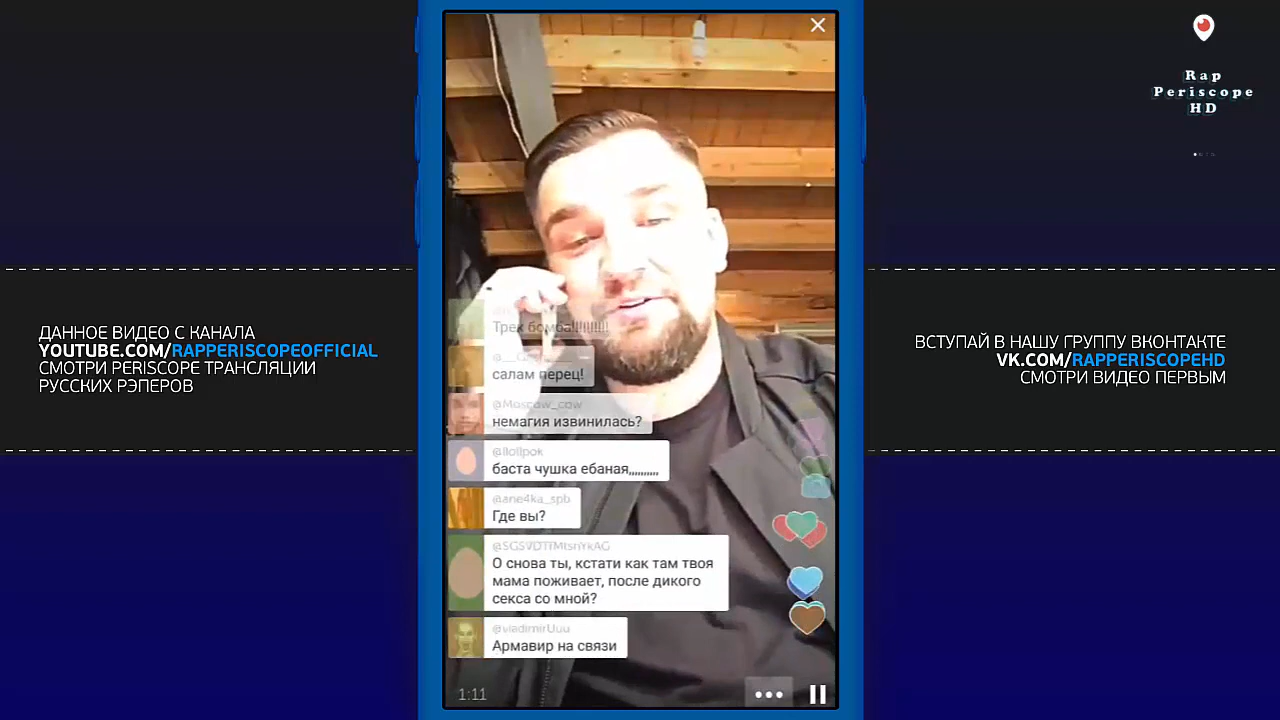 Rap
Periscope
HD
ДАННОЕ ВИДЕО С КАНАЛА
YOUTUBE.COM/RAPPERISCOPEOFFICIAL
СМОТРИ PERISCOPE ТРАНСЛЯЦИИ
РУССКИХ РЭПЕРОВ
Трек бомба!!!!!!!!!
салам перец!
@Moscow_cow
немагия извинилась?
@llollpok
баста чушка ебаная,,,,,,,,,,
@ane4ka_spb
Где вы?
О снова ты, кстати как там твоя
мама поживает, после дикого
секса со мной?
@vladimirUuu
Армавир на связи
1:11
ВСТУПАЙ В НАШУ ГРУППУ ВКОНТАКТЕ
VK.COM/RAPPERISCOPEHD
СМОТРИ ВИДЕО ПЕРВЫМ